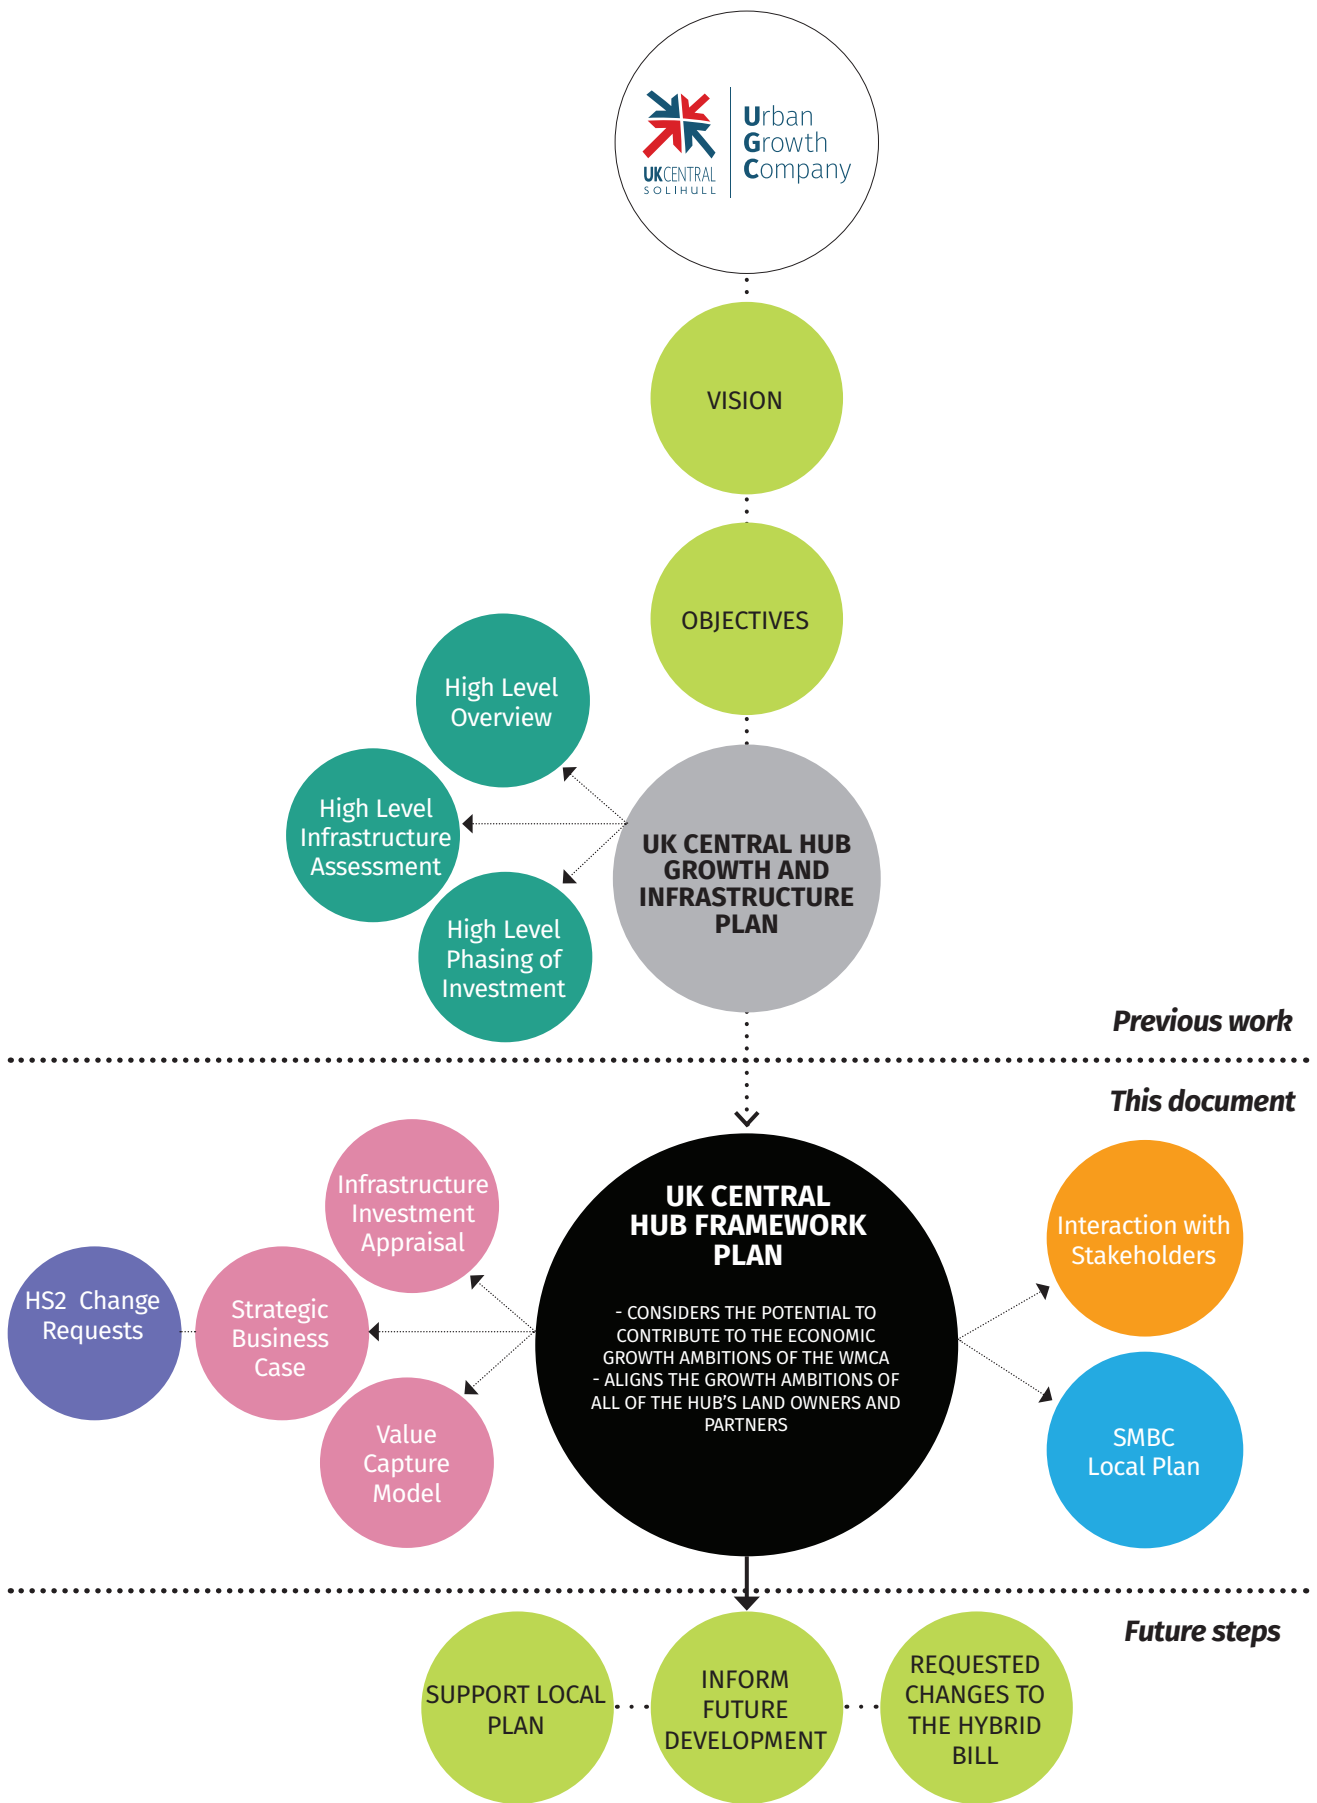 UKCENTRAL
SOLIHULL
Urban
Growth
Company
VISION
OBJECTIVES
High Level
Overview
High Level
Infrastructure
Assessment
High Level
Phasing of
Investment
UK CENTRAL HUB
GROWTH AND
INFRASTRUCTURE
PLAN
Previous work
This document
Infrastructure
Investment
Appraisal
HS2 Change
Requests
Strategic
Business
Case
Value
Capture
Model
UK CENTRAL
HUB FRAMEWORK
PLAN
- CONSIDERS THE POTENTIAL TO
CONTRIBUTE TO THE ECONOMIC
GROWTH AMBITIONS OF THE WMCA
- ALIGNS THE GROWTH AMBITIONS OF
ALL OF THE HUB'S LAND OWNERS AND
PARTNERS
Interaction with
Stakeholders
SMBC
Local Plan
Future steps
SUPPORT LOCAL
PLAN
INFORM
FUTURE
DEVELOPMENT
REQUESTED
CHANGES TO
THE HYBRID
BILL